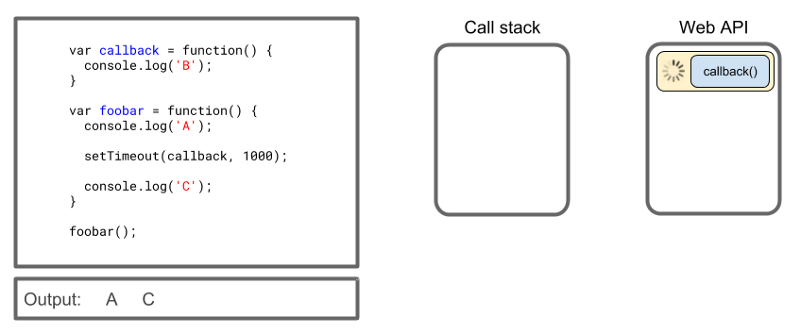 var callback = function() {
console.log('B');
}
var foobar = function() {
console.log('A');
setTimeout(callback, 1000);
console.log('C');
}
foobar();
Output: A C
Call stack
Web API
callback()